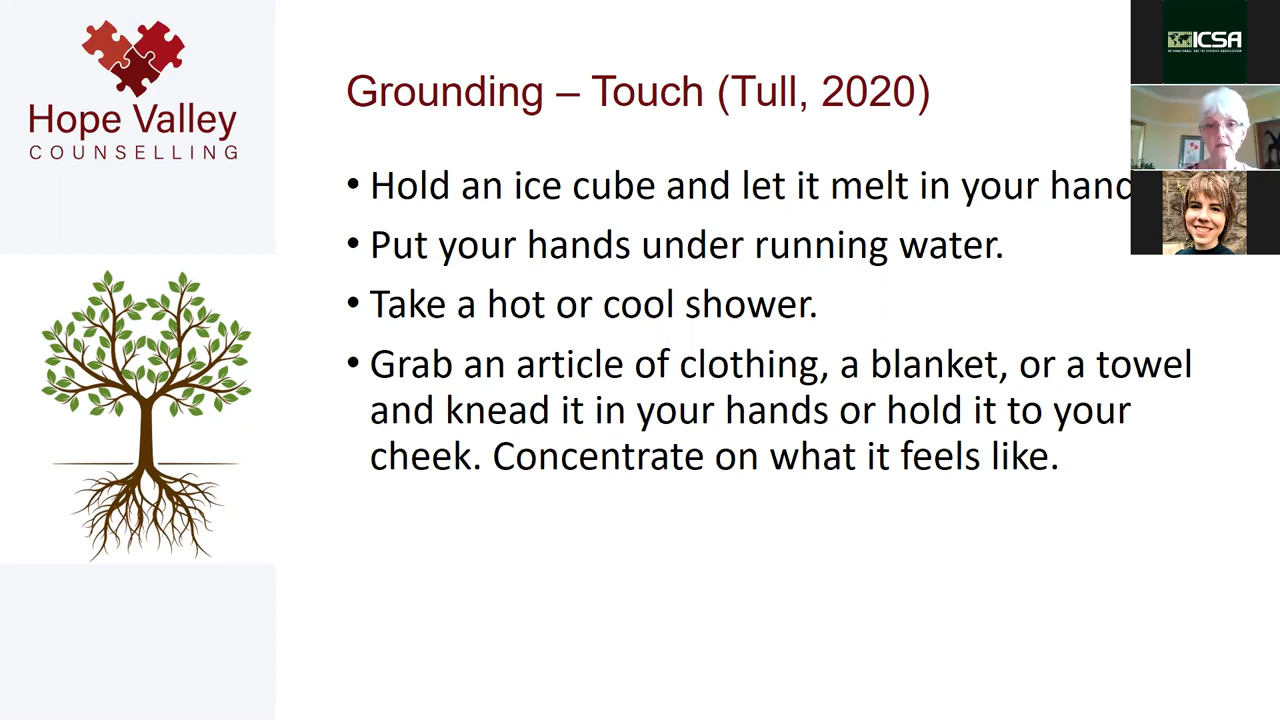 Hope Valley
COUNSELLING
Grounding – Touch (Tull, 2020)
• Hold an ice cube and let it melt in your hand
• Put your hands under running water.
• Take a hot or cool shower.
• Grab an article of clothing, a blanket, or a towel
and knead it in your hands or hold it to your
cheek. Concentrate on what it feels like.
ICSA